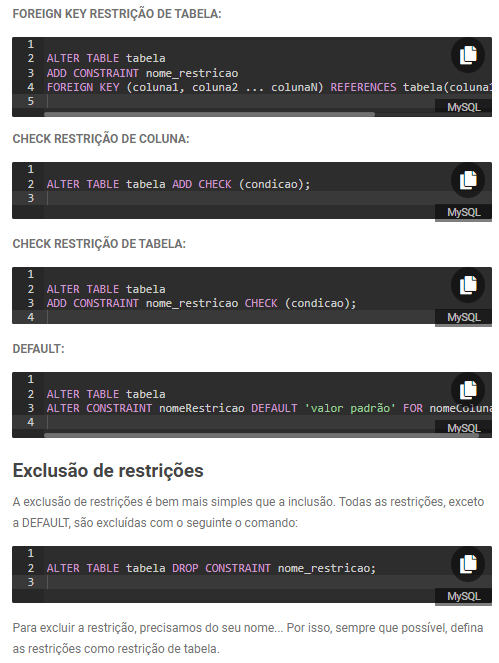 FOREIGN KEY RESTRIÇÃO DE TABELA:
1
2 ALTER TABLE tabela
3 ADD CONSTRAINT nome_restricao
4 FOREIGN KEY (coluna1, coluna2 ... colunaN) REFERENCES tabela(coluna1
5
MySQL
CHECK RESTRIÇÃO DE COLUNA:
1
2 ALTER TABLE tabela ADD CHECK (condicao);
3
MySQL
CHECK RESTRIÇÃO DE TABELA:
1
2 ALTER TABLE tabela
3 ADD CONSTRAINT nome_restricao CHECK (condicao);
4
MySQL
DEFAULT:
1
2 ALTER TABLE tabela
3 ALTER CONSTRAINT nomeRestricao DEFAULT 'valor padrão' FOR nomeColuna
4
MySQL
Exclusão de restrições
A exclusão de restrições é bem mais simples que a inclusão. Todas as restrições, exceto
a DEFAULT, são excluídas com o seguinte o comando:
1
2 ALTER TABLE tabela DROP CONSTRAINT nome_restricao;
3
MySQL
Para excluir a restrição, precisamos do seu nome... Por isso, sempre que possível, defina
as restrições como restrição de tabela.